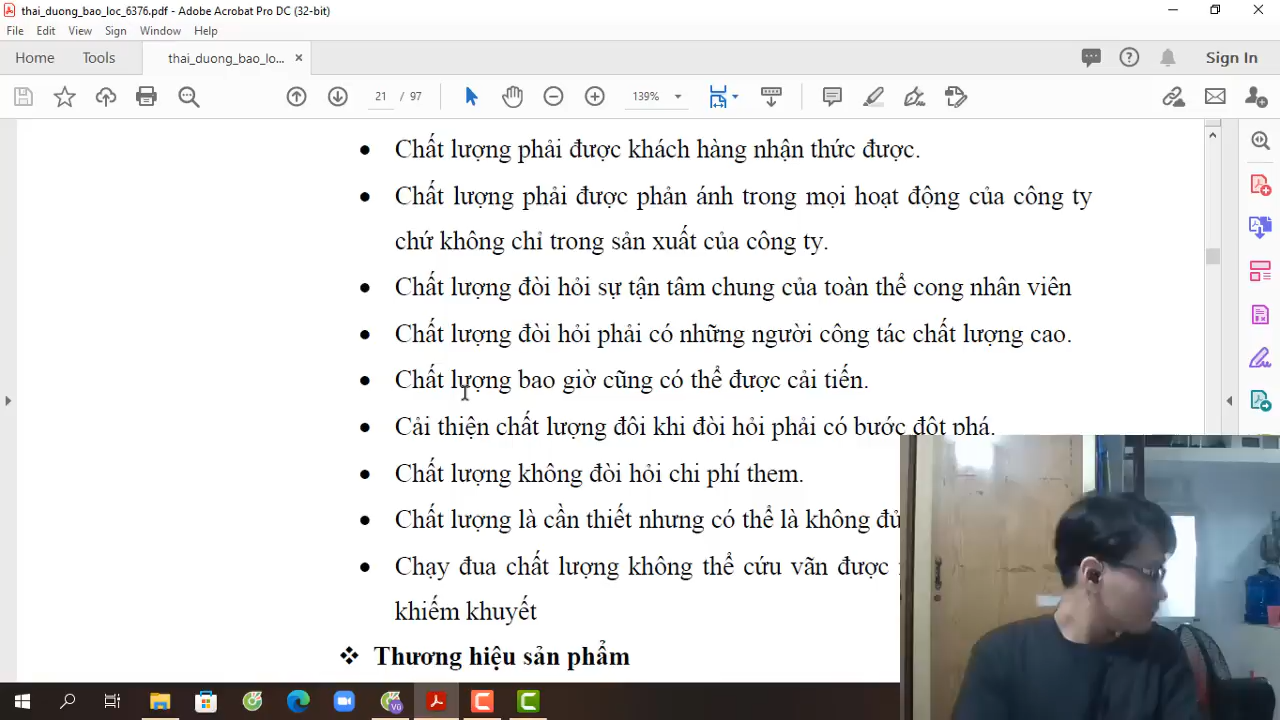 thai_duong_bao_loc_6376.pdf - Adobe Acrobat Pro DC (32-bit)
File Edit View Sign Window Help
Home Tools thai_duong_bao_lo... × Sign In
21 / 97 139%
• Chất lượng phải được khách hàng nhận thức được.
• Chất lượng phải được phản ánh trong mọi hoạt động của công ty
chứ không chỉ trong sản xuất của công ty.
• Chất lượng đòi hỏi sự tận tâm chung của toàn thể cong nhân viên
• Chất lượng đòi hỏi phải có những người công tác chất lượng cao.
• Chất lượng bao giờ cũng có thể được cải tiến.
• Cải thiện chất lượng đôi khi đòi hỏi phải có bước đột phá.
• Chất lượng không đòi hỏi chi phí them.
• Chất lượng là cần thiết nhưng có thể là không đủ
• Chạy đua chất lượng không thể cứu vãn được
khiếm khuyết
❖ Thương hiệu sản phẩm
Vũ